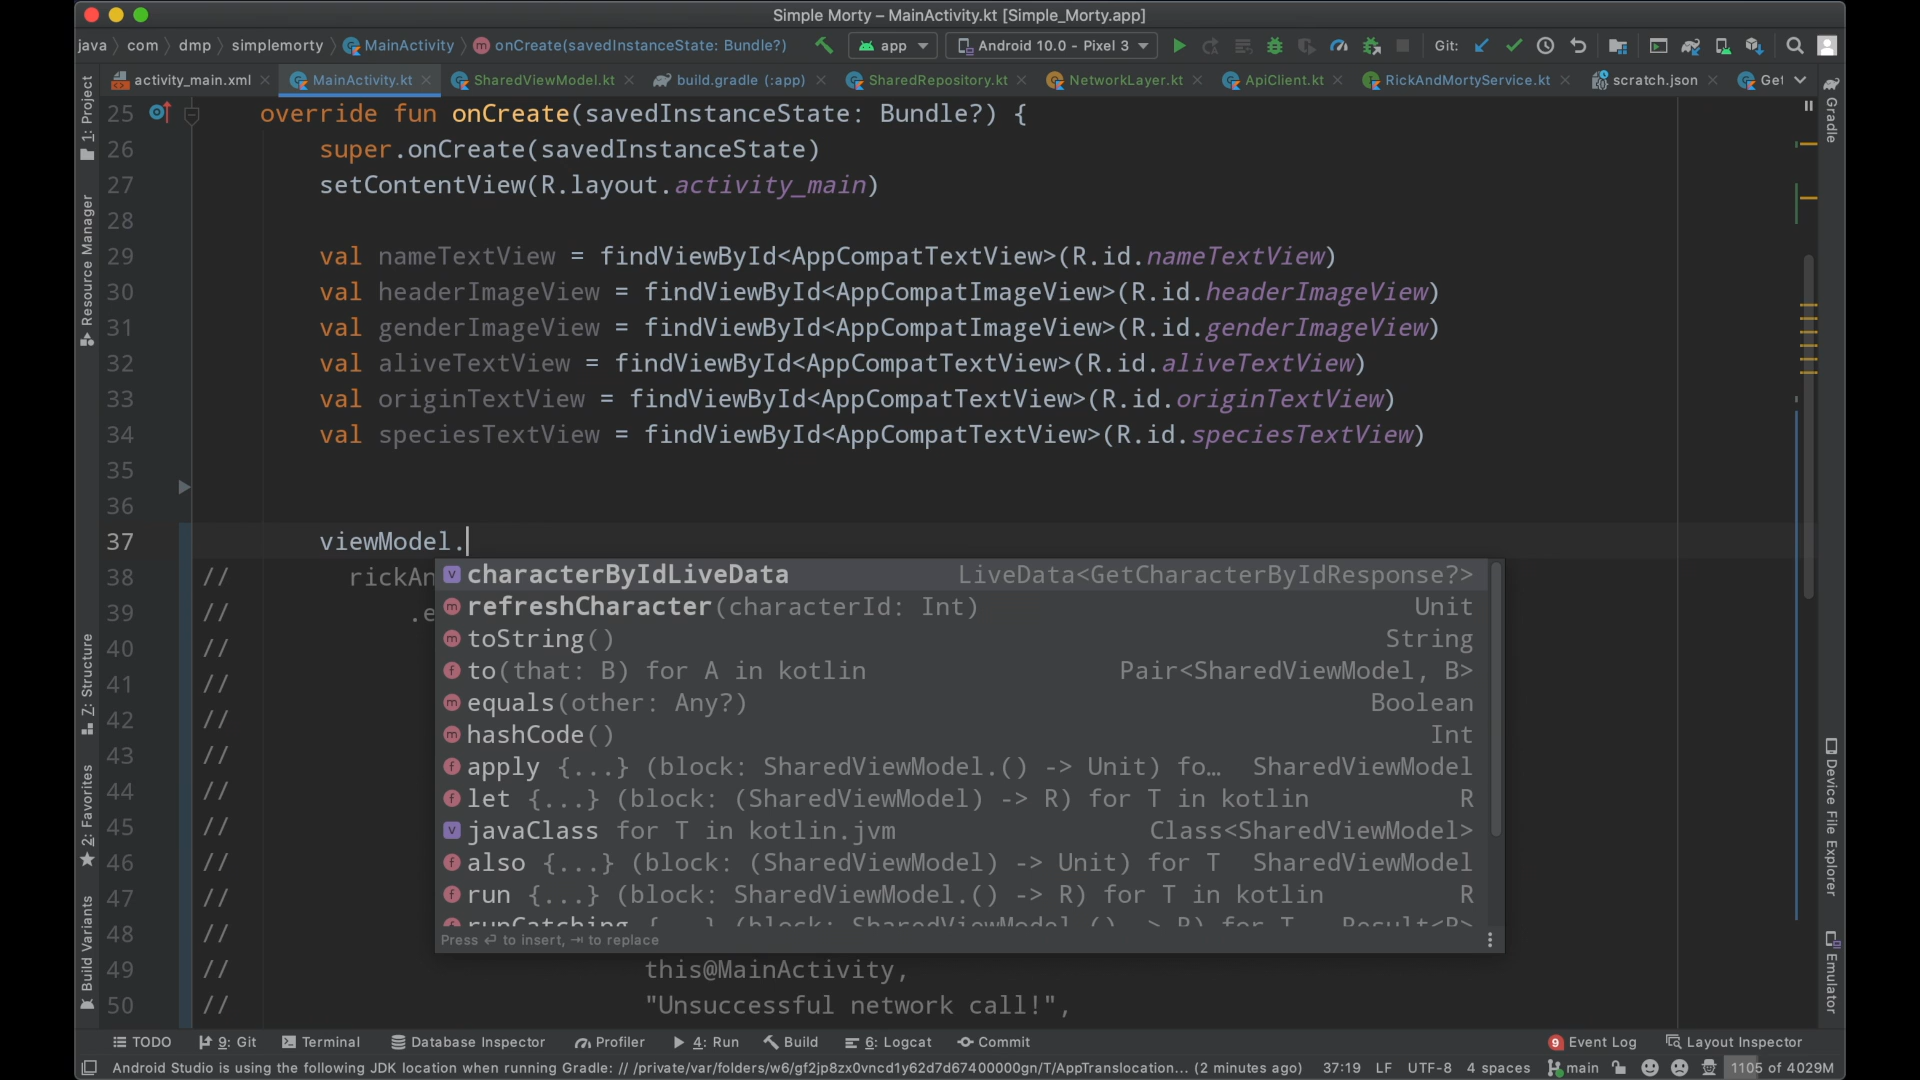 Simple Morty – MainActivity.kt [Simple_Morty.app]
java com dmp simplemorty MainActivity onCreate(savedInstanceState: Bundle?) app Android 10.0 - Pixel 3 Git:
activity_main.xml MainActivity.kt SharedViewModel.kt build.gradle (:app) SharedRepository.kt NetworkLayer.kt ApiClient.kt RickAndMortyService.kt scratch.json Get
1: Project
Resource Manager
Z: Structure
2: Favorites
Build Variants
25 override fun onCreate(savedInstanceState: Bundle?) {
26 super.onCreate(savedInstanceState)
27 setContentView(R.layout.activity_main)
28
29 val nameTextView = findViewById<AppCompatTextView>(R.id.nameTextView)
30 val headerImageView = findViewById<AppCompatImageView>(R.id.headerImageView)
31 val genderImageView = findViewById<AppCompatImageView>(R.id.genderImageView)
32 val aliveTextView = findViewById<AppCompatTextView>(R.id.aliveTextView)
33 val originTextView = findViewById<AppCompatTextView>(R.id.originTextView)
34 val speciesTextView = findViewById<AppCompatTextView>(R.id.speciesTextView)
35
36
37 viewModel.
38 // rickAn
39 // .e
40 //
41 //
42 //
43 //
44 //
45 //
46 //
47 //
48 //
49 // this@MainActivity,
50 // "Unsuccessful network call!",
characterByIdLiveData LiveData<GetCharacterByIdResponse?>
refreshCharacter(characterId: Int) Unit
toString() String
to(that: B) for A in kotlin Pair<SharedViewModel, B>
equals(other: Any?) Boolean
hashCode() Int
apply {...} (block: SharedViewModel.() -> Unit) fo... SharedViewModel
let {...} (block: (SharedViewModel) -> R) for T in kotlin R
javaClass for T in kotlin.jvm Class<SharedViewModel>
also {...} (block: (SharedViewModel) -> Unit) for T SharedViewModel
run {...} (block: SharedViewModel.() -> R) for T in kotlin R
runCatching {...} (block: SharedViewModel.() -> R) for T Result<R>
Press ↵ to insert, ⇥ to replace
Gradle
Device File Explorer
Emulator
TODO 9: Git Terminal Database Inspector Profiler 4: Run Build 6: Logcat Commit 9 Event Log Layout Inspector
Android Studio is using the following JDK location when running Gradle: // /private/var/folders/w6/gf2jp8zx0vncd1y62d7d67400000gn/T/AppTranslocation... (2 minutes ago) 37:19 LF UTF-8 4 spaces main 1105 of 4029M